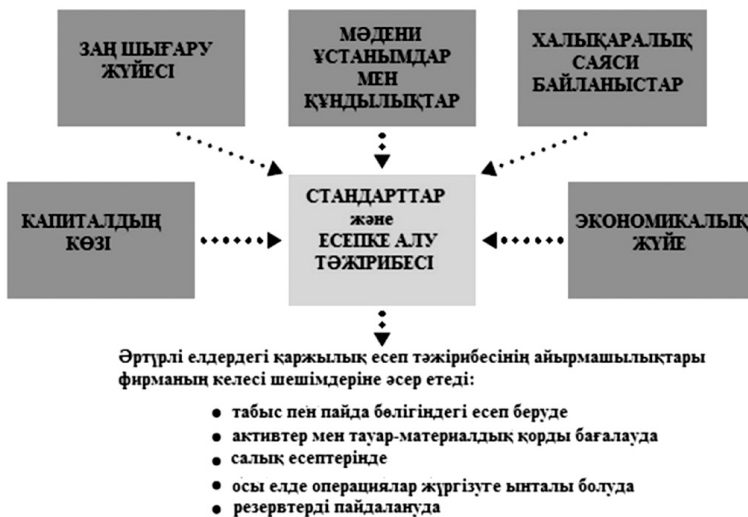 ЗАҢ ШЫҒАРУ
ЖҮЙЕСІ
МӘДЕНИ
ҰСТАНЫМДАР
МЕН
ҚҰНДЫЛЫҚТАР
ХАЛЫҚАРАЛЫҚ
САЯСИ
БАЙЛАНЫСТАР
КАПИТАЛДЫҢ
КӨЗІ
СТАНДАРТТАР
және
ЕСЕПКЕ АЛУ
ТӘЖІРИБЕСІ
ЭКОНОМИКАЛЫҚ
ЖҮЙЕ
Әртүрлі елдердегі қаржылық есеп тәжірибесінің айырмашылықтары
фирманың келесі шешімдеріне әсер етеді:
• табыс пен пайда бөлігіндегі есеп беруде
• активтер мен тауар-материалдық қорды бағалауда
• салық есептерінде
• осы елде операциялар жүргізуге ынталы болуда
• резервтерді пайдалануда